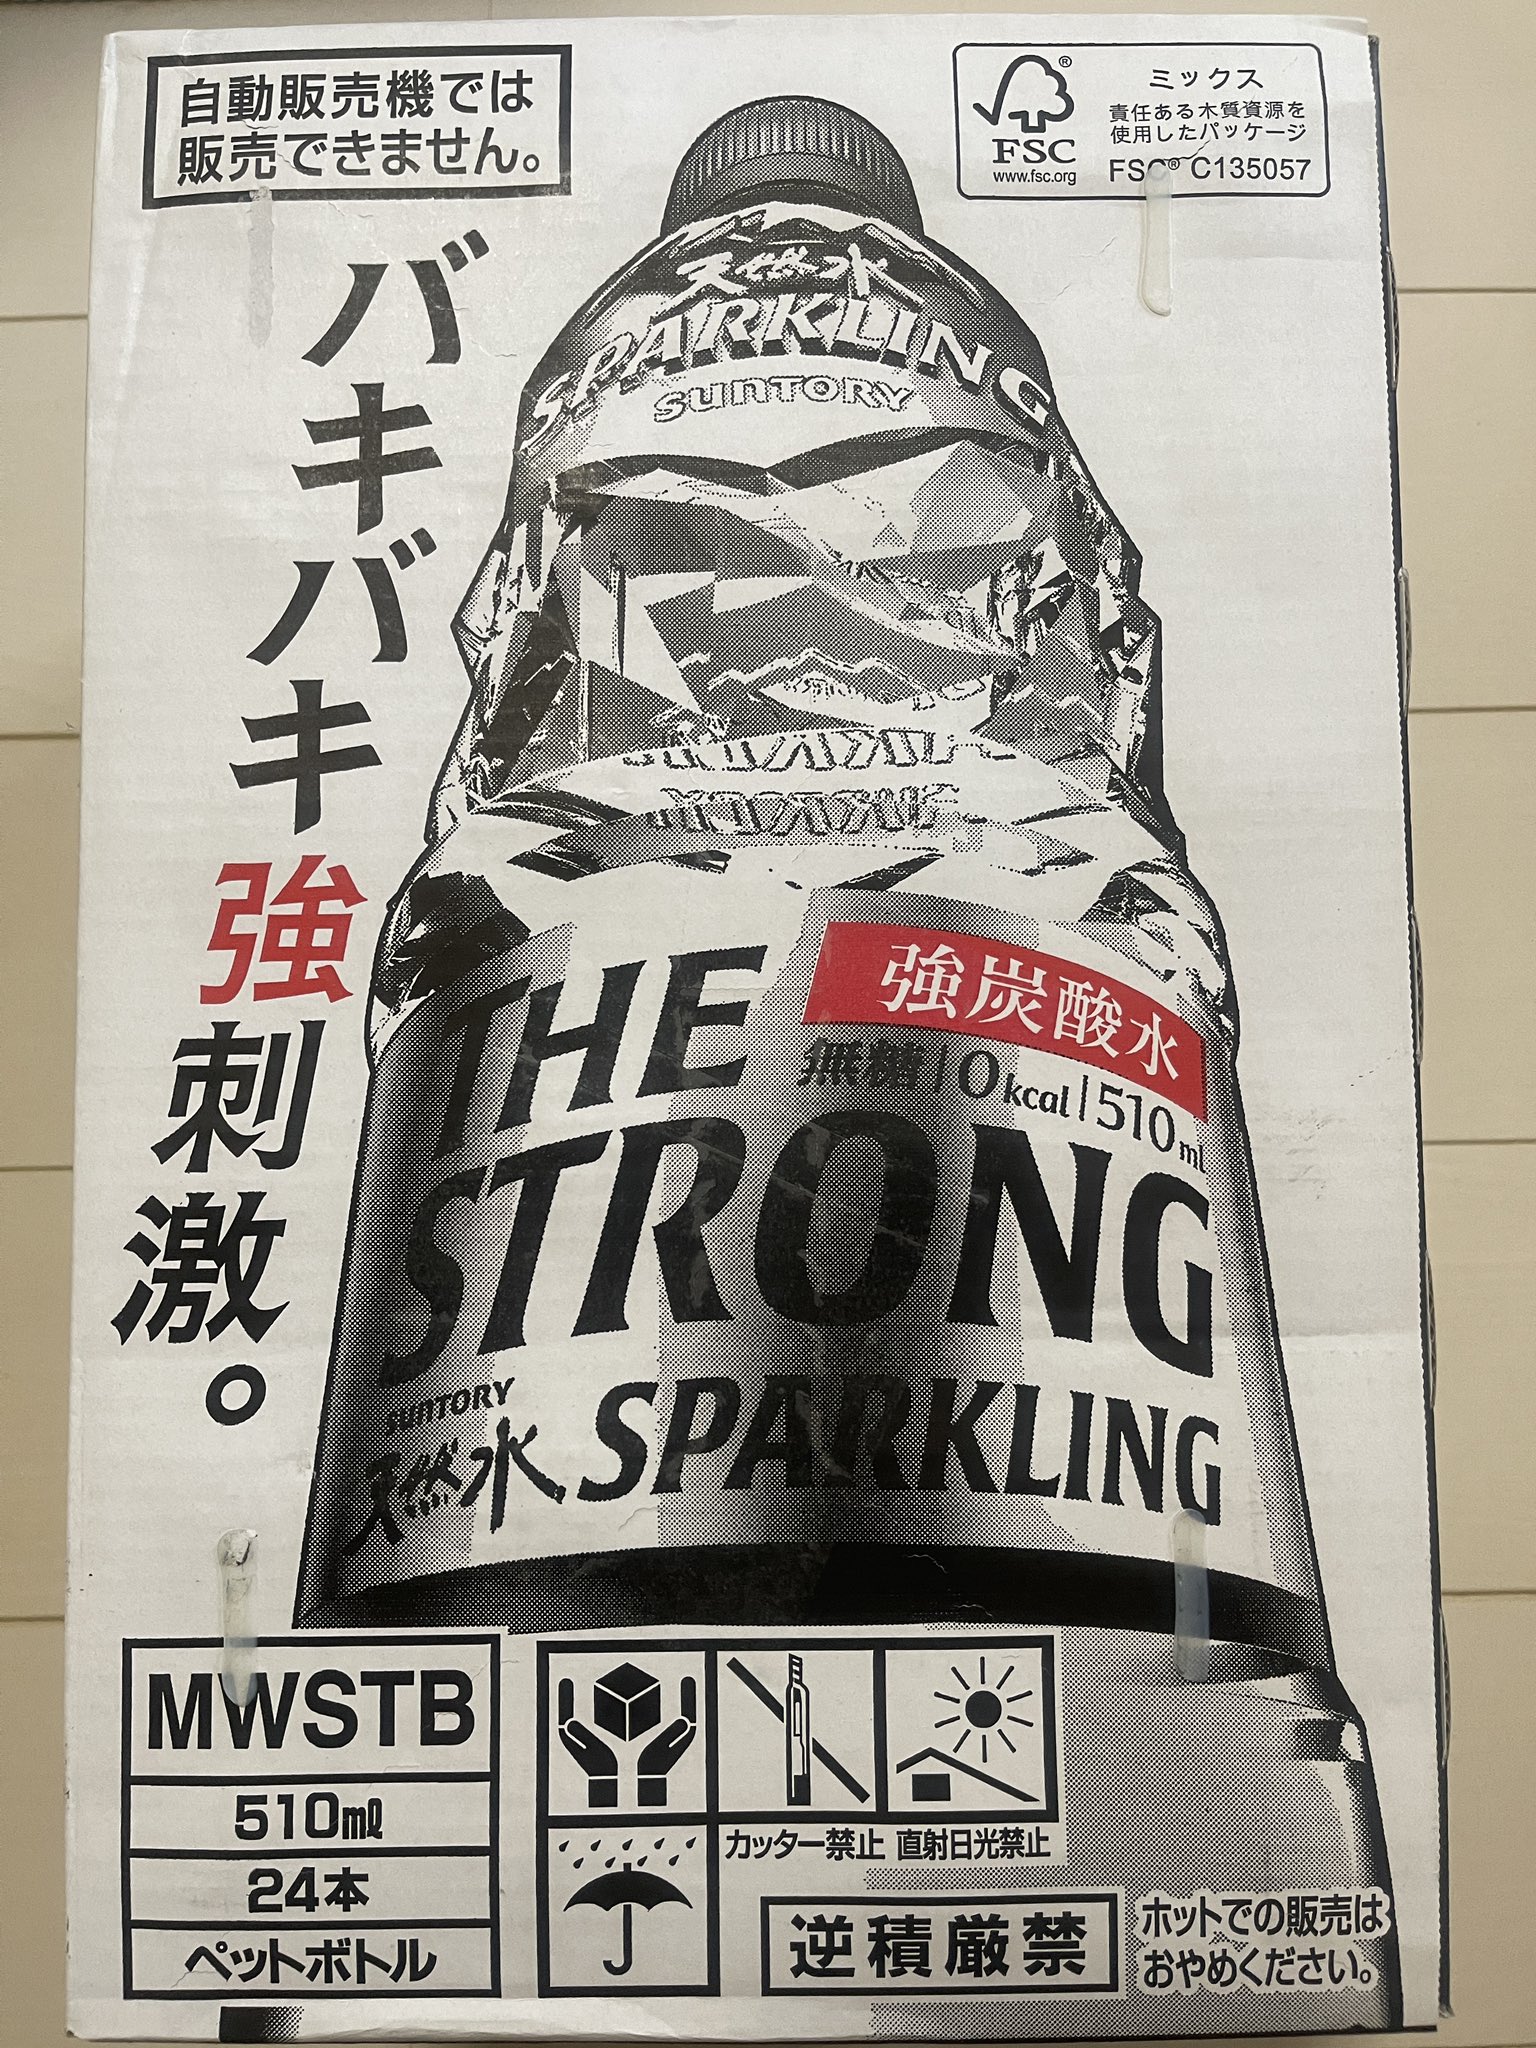 自動販売機では
販売できません。
FSC®
www.fsc.org
ミックス
責任ある木質資源を
使用したパッケージ
FSC® C135057
バキバキ強刺激。
天然水
SPARKLING
SUNTORY
強炭酸水
無糖|0kcal|510ml
THE
STRONG
SUNTORY
天然水 SPARKLING
MWSTB
510ml
24本
ペットボトル
カッター禁止 直射日光禁止
逆積厳禁
ホットでの販売は
おやめください。